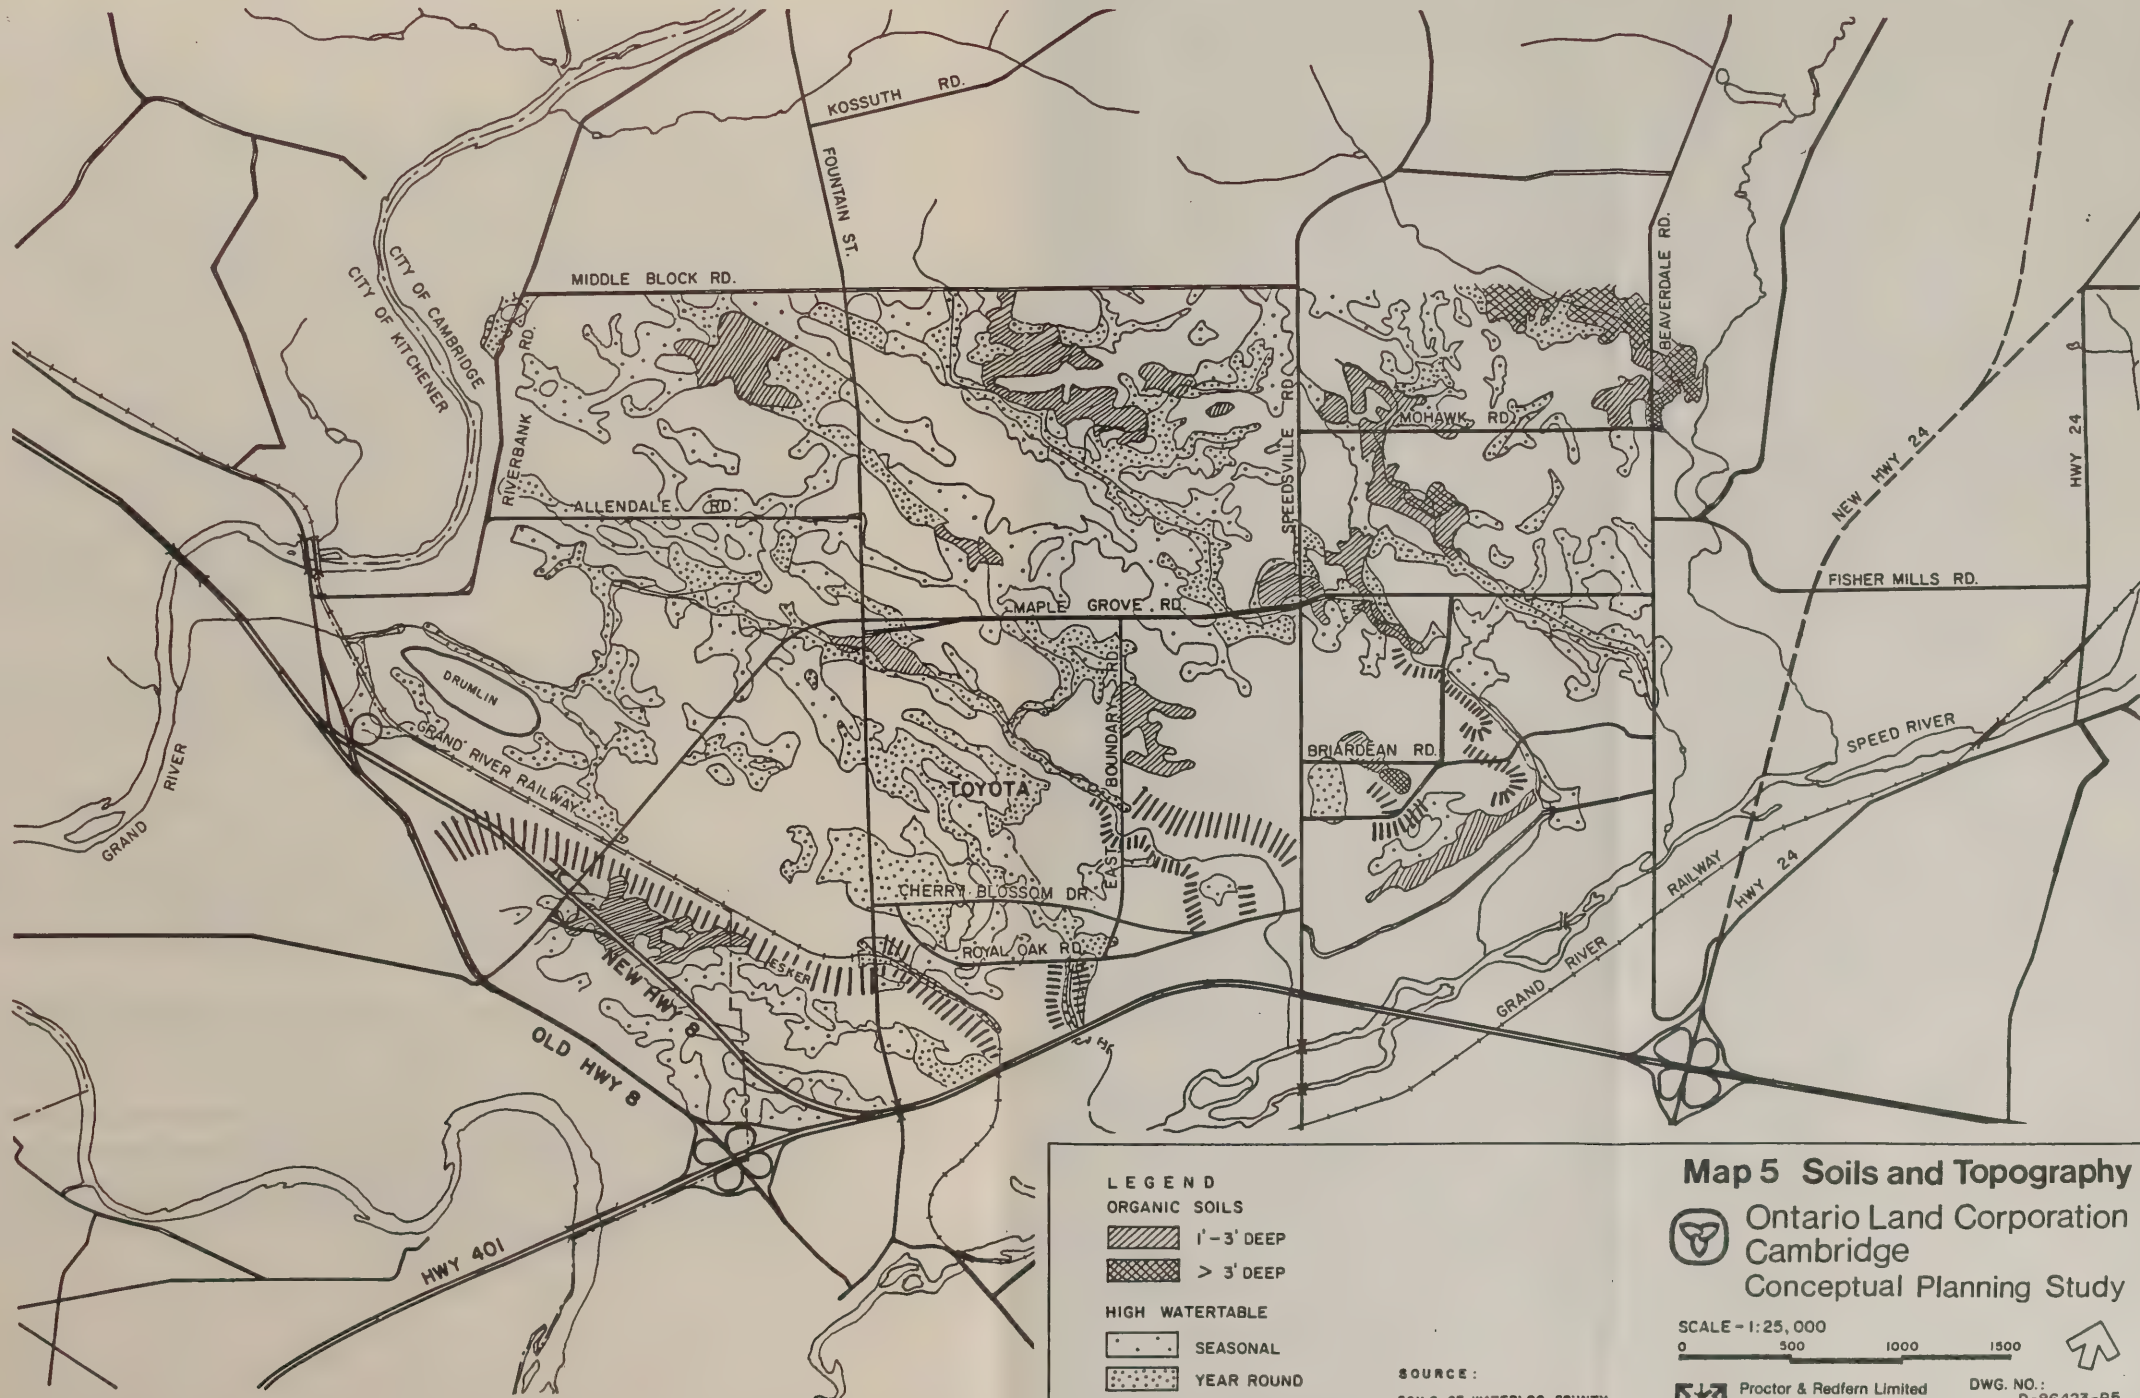 KOSSUTH RD.
FOUNTAIN ST.
CITY OF CAMBRIDGE
CITY OF KITCHENER
MIDDLE BLOCK RD.
BEAVERDALE RD.
RIVERBANK RD.
SPEEDSVILLE RD.
MOHAWK RD.
NEW HWY 24
HWY 24
ALLENDALE RD.
MAPLE GROVE RD.
FISHER MILLS RD.
DRUMLIN
GRAND RIVER RAILWAY
GRAND RIVER
EAST BOUNDARY RD.
BRIARDEAN RD.
SPEED RIVER
TOYOTA
CHERRY BLOSSOM DR.
ROYAL OAK RD.
ESKER
NEW HWY 8
OLD HWY 8
RAILWAY
HWY 24
GRAND RIVER
HWY 401
LEGEND
ORGANIC SOILS
1'-3' DEEP
> 3' DEEP
HIGH WATERTABLE
SEASONAL
YEAR ROUND
SOURCE:
Map 5 Soils and Topography
Ontario Land Corporation
Cambridge
Conceptual Planning Study
SCALE-1:25,000
0 500 1000 1500
Proctor & Redfern Limited
DWG. NO.: